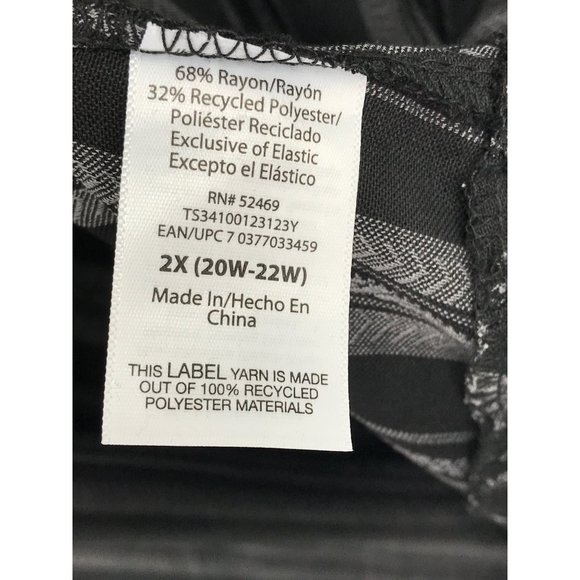 68% Rayon/Rayón
32% Recycled Polyester/
Poliéster Reciclado
Exclusive of Elastic
Excepto el Elástico
RN# 52469
TS34100123123Y
EAN/UPC 7 0377033459
2X (20W-22W)
Made In/Hecho En
China
THIS LABEL YARN IS MADE
OUT OF 100% RECYCLED
POLYESTER MATERIALS